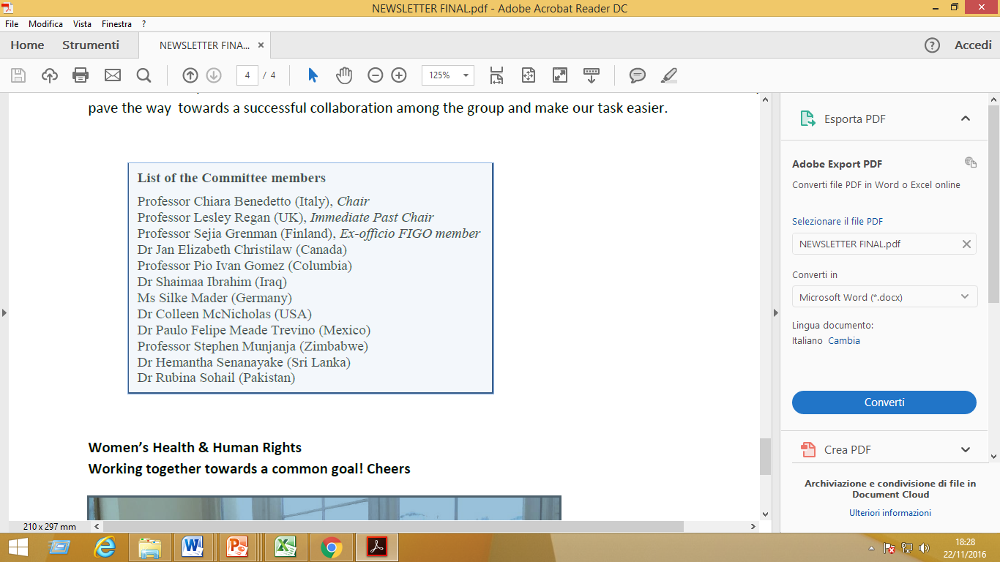 NEWSLETTER FINAL.pdf - Adobe Acrobat Reader DC
File Modifica Vista Finestra ?
Home Strumenti NEWSLETTER FINA... × ? Accedi
4 / 4 125%
pave the way towards a successful collaboration among the group and make our task easier.
List of the Committee members
Professor Chiara Benedetto (Italy), Chair
Professor Lesley Regan (UK), Immediate Past Chair
Professor Sejia Grenman (Finland), Ex-officio FIGO member
Dr Jan Elizabeth Christilaw (Canada)
Professor Pio Ivan Gomez (Columbia)
Dr Shaimaa Ibrahim (Iraq)
Ms Silke Mader (Germany)
Dr Colleen McNicholas (USA)
Dr Paulo Felipe Meade Trevino (Mexico)
Professor Stephen Munjanja (Zimbabwe)
Dr Hemantha Senanayake (Sri Lanka)
Dr Rubina Sohail (Pakistan)
Women's Health & Human Rights
Working together towards a common goal! Cheers
210 x 297 mm
Esporta PDF
Adobe Export PDF
Converti file PDF in Word o Excel online
Selezionare il file PDF
NEWSLETTER FINAL.pdf
Converti in
Microsoft Word (*.docx)
Lingua documento:
Italiano Cambia
Converti
Crea PDF
Archiviazione e condivisione di file in
Document Cloud
Ulteriori informazioni
18:28
22/11/2016